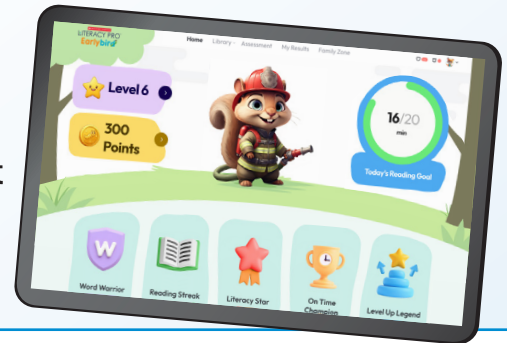 LITERACY PRO
Earlybird
Home Library Assessment My Results Family Zone
Level 6
300
Points
16/20
min
Today's Reading Goal
W
Word Warrior
Reading Streak
Literacy Star
On Time
Champion
Level Up Legend
t